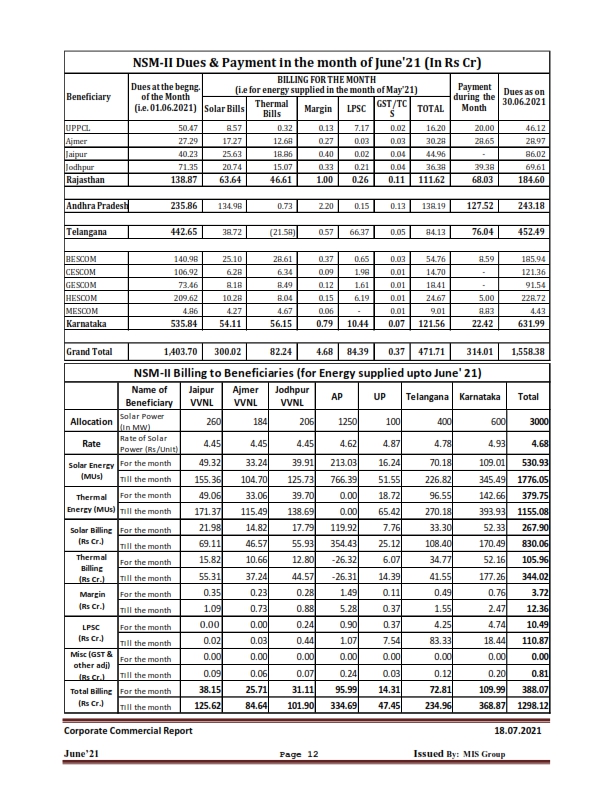 NSM-II Dues & Payment in the month of June'21 (In Rs Cr)
Beneficiary | Dues at the begng. of the Month (i.e. 01.06.2021) | BILLING FOR THE MONTH (i.e for energy supplied in the month of May'21) | Payment during the Month | Dues as on 30.06.2021
Solar Bills | Thermal Bills | Margin | LPSC | GST/TC S | TOTAL
UPPCL 50.47 8.57 0.32 0.13 7.17 0.02 16.20 20.00 46.12
Ajmer 27.29 17.27 12.68 0.27 0.03 0.03 30.28 28.65 28.97
Jaipur 40.23 25.63 18.86 0.40 0.02 0.04 44.96 - 86.02
Jodhpur 71.35 20.74 15.07 0.33 0.21 0.04 36.38 39.38 69.61
Rajasthan 138.87 63.64 46.61 1.00 0.26 0.11 111.62 68.03 184.60
Andhra Pradesh 235.86 134.98 0.73 2.20 0.15 0.13 138.19 127.52 243.18
Telangana 442.65 38.72 (21.58) 0.57 66.37 0.05 84.13 76.04 452.49
BESCOM 140.98 25.10 28.61 0.37 0.65 0.03 54.76 8.59 185.94
CESCOM 106.92 6.28 6.34 0.09 1.98 0.01 14.70 - 121.36
GESCOM 73.46 8.18 8.49 0.12 1.61 0.01 18.41 - 91.54
HESCOM 209.62 10.28 8.04 0.15 6.19 0.01 24.67 5.00 228.72
MESCOM 4.86 4.27 4.67 0.06 - 0.01 9.01 8.83 4.43
Karnataka 535.84 54.11 56.15 0.79 10.44 0.07 121.56 22.42 631.99
Grand Total 1,403.70 300.02 82.24 4.68 84.39 0.37 471.71 314.01 1,558.38
NSM-II Billing to Beneficiaries (for Energy supplied upto June' 21)
Name of Beneficiary | Jaipur VVNL | Ajmer VVNL | Jodhpur VVNL | AP | UP | Telangana | Karnataka | Total
Allocation Solar Power (In MW) 260 184 206 1250 100 400 600 3000
Rate Rate of Solar Power (Rs/Unit) 4.45 4.45 4.45 4.62 4.87 4.78 4.93 4.68
Solar Energy (MUs) For the month 49.32 33.24 39.91 213.03 16.24 70.18 109.01 530.93
Till the month 155.36 104.70 125.73 766.39 51.55 226.82 345.49 1776.05
Thermal Energy (MUs) For the month 49.06 33.06 39.70 0.00 18.72 96.55 142.66 379.75
Till the month 171.37 115.49 138.69 0.00 65.42 270.18 393.93 1155.08
Solar Billing (Rs Cr.) For the month 21.98 14.82 17.79 119.92 7.76 33.30 52.33 267.90
Till the month 69.11 46.57 55.93 354.43 25.12 108.40 170.49 830.06
Thermal Billing (Rs Cr.) For the month 15.82 10.66 12.80 -26.32 6.07 34.77 52.16 105.96
Till the month 55.31 37.24 44.57 -26.31 14.39 41.55 177.26 344.02
Margin (Rs Cr.) For the month 0.35 0.23 0.28 1.49 0.11 0.49 0.76 3.72
Till the month 1.09 0.73 0.88 5.28 0.37 1.55 2.47 12.36
LPSC (Rs Cr.) For the month 0.00 0.00 0.24 0.90 0.37 4.25 4.74 10.49
Till the month 0.02 0.03 0.44 1.07 7.54 83.33 18.44 110.87
Misc (GST & other adj) (Rs Cr.) For the month 0.00 0.00 0.00 0.00 0.00 0.00 0.00 0.00
Till the month 0.09 0.06 0.07 0.24 0.03 0.12 0.20 0.81
Total Billing (Rs Cr.) For the month 38.15 25.71 31.11 95.99 14.31 72.81 109.99 388.07
Till the month 125.62 84.64 101.90 334.69 47.45 234.96 368.87 1298.12
Corporate Commercial Report 18.07.2021
June'21 Page 12 Issued By: MIS Group